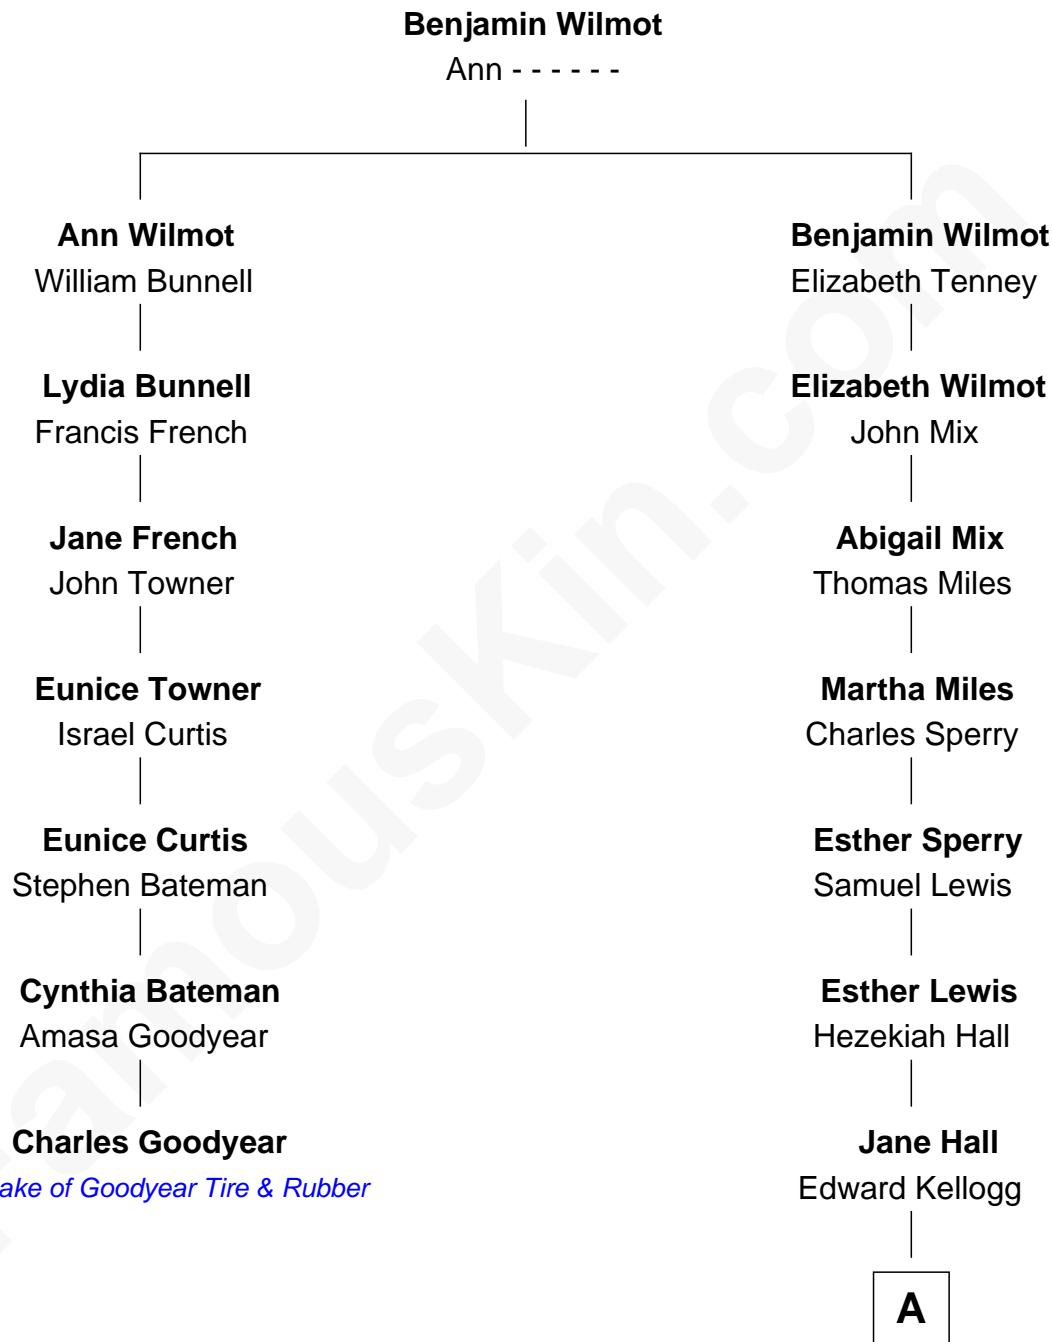 Benjamin Wilmot
Ann - - - - - -
Ann Wilmot
William Bunnell
Lydia Bunnell
Francis French
Jane French
John Towner
Eunice Towner
Israel Curtis
Eunice Curtis
Stephen Bateman
Cynthia Bateman
Amasa Goodyear
Charles Goodyear
ake of Goodyear Tire & Rubber
Benjamin Wilmot
Elizabeth Tenney
Elizabeth Wilmot
John Mix
Abigail Mix
Thomas Miles
Martha Miles
Charles Sperry
Esther Sperry
Samuel Lewis
Esther Lewis
Hezekiah Hall
Jane Hall
Edward Kellogg
A
FamousKin.com